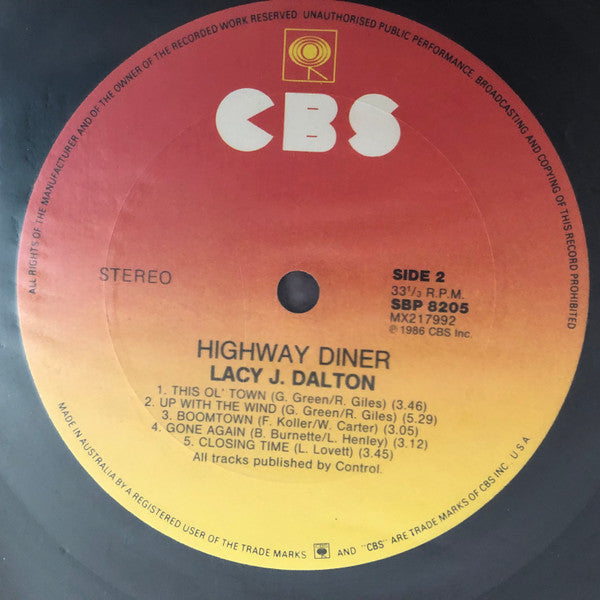 ALL RIGHTS OF THE MANUFACTURER AND OF THE OWNER OF THE RECORDED WORK RESERVED. UNAUTHORISED PUBLIC PERFORMANCE, BROADCASTING AND COPYING OF THIS RECORD PROHIBITED
CBS
STEREO
SIDE 2
33 1/3 R.P.M.
SBP 8205
MX217992
℗ 1986 CBS Inc.
HIGHWAY DINER
LACY J. DALTON
1. THIS OL' TOWN (G. Green/R. Giles) (3.46)
2. UP WITH THE WIND (G. Green/R. Giles) (5.29)
3. BOOMTOWN (F. Koller/W. Carter) (3.05)
4. GONE AGAIN (B. Burnette/L. Henley) (3.12)
5. CLOSING TIME (L. Lovett) (3.45)
All tracks published by Control.
MADE IN AUSTRALIA BY A REGISTERED USER OF THE TRADE MARKS AND "CBS" ARE TRADE MARKS OF CBS INC U S A